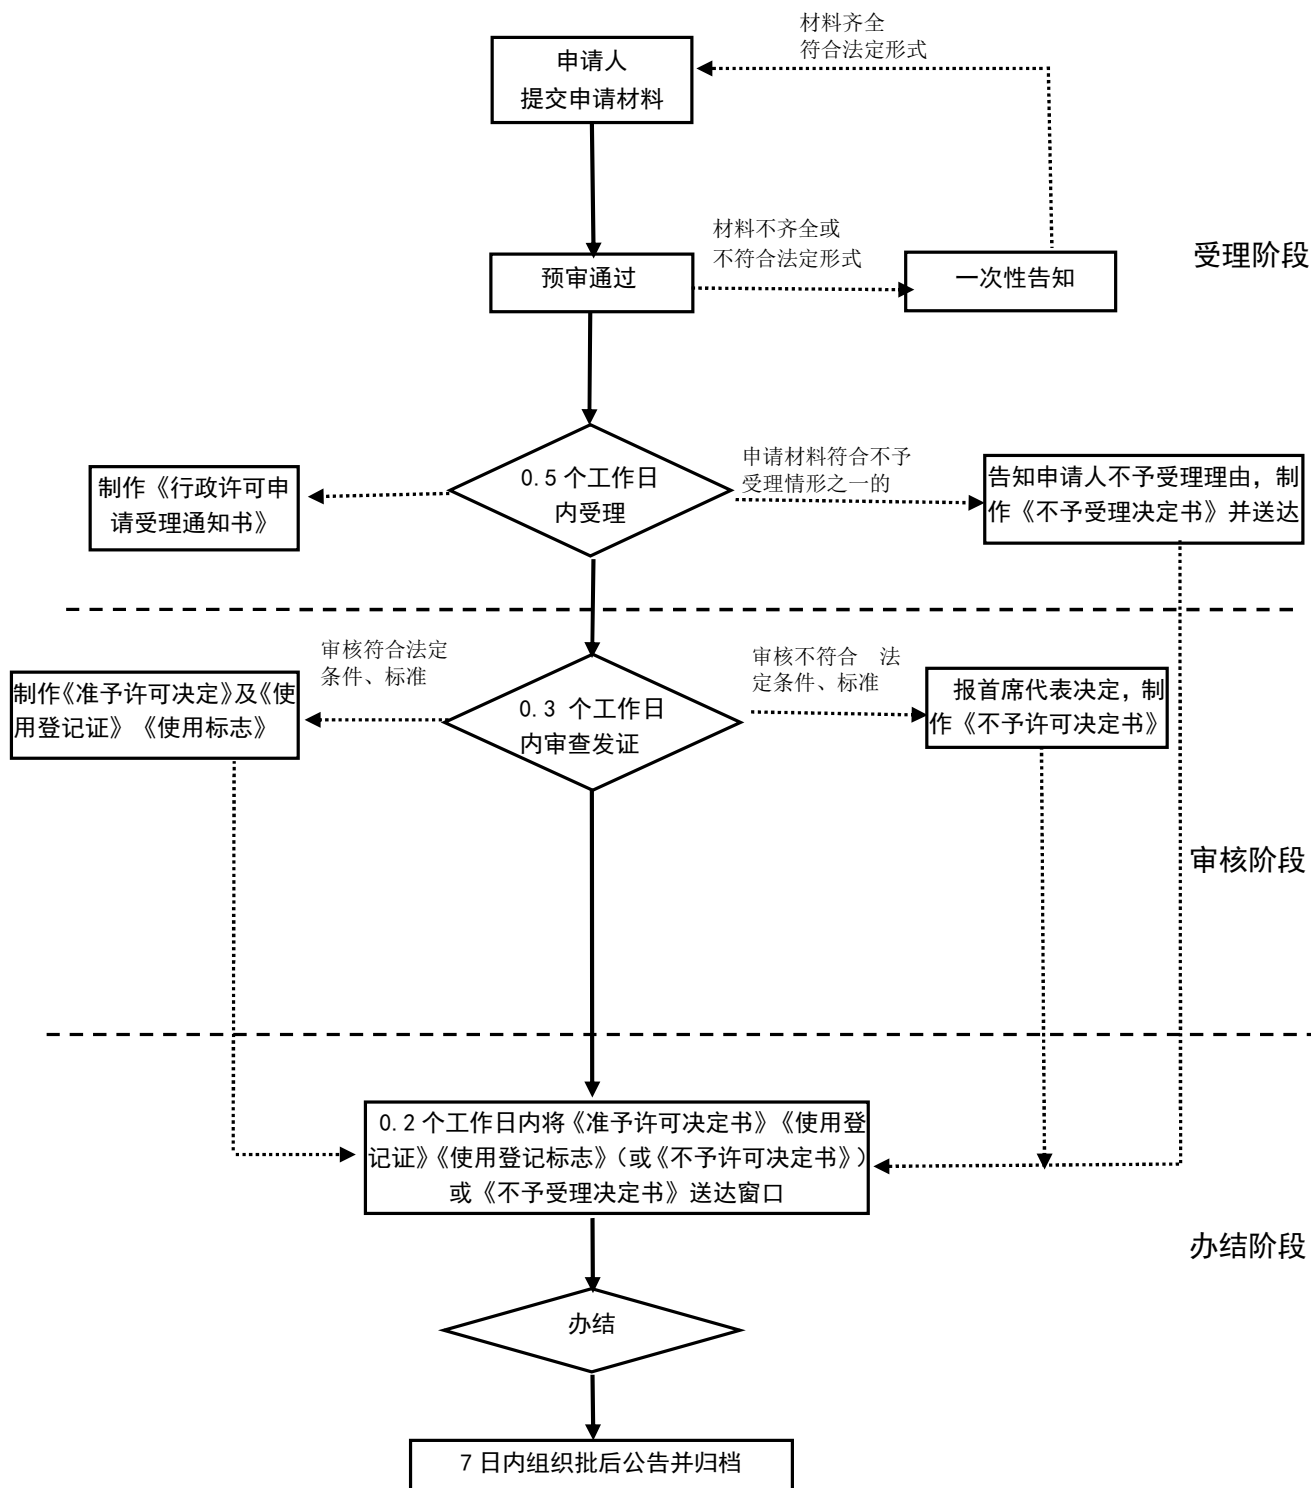 材料齐全
符合法定形式
申请人
提交申请材料
材料不齐全或
不符合法定形式
受理阶段
预审通过
一次性告知
0.5个工作日
内受理
申请材料符合不予
受理情形之一的
制作《行政许可申
请受理通知书》
告知申请人不予受理理由，制
作《不予受理决定书》并送达
审核符合法定
条件、标准
审核不符合 法
定条件、标准
制作《准予许可决定》及《使
用登记证》《使用标志》
0.3 个工作日
内审查发证
报首席代表决定，制
作《不予许可决定书》
审核阶段
0.2个工作日内将《准予许可决定书》《使用登
记证》《使用登记标志》（或《不予许可决定书》）
或《不予受理决定书》送达窗口
办结阶段
办结
7日内组织批后公告并归档